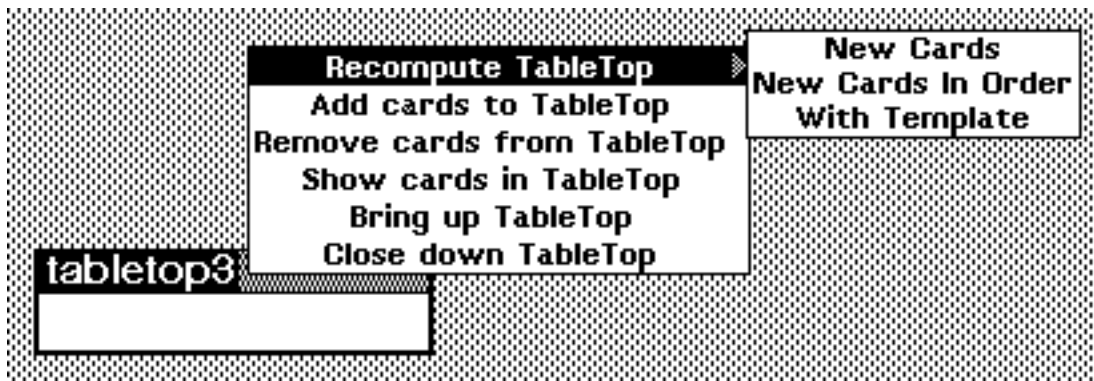 Recompute TableTop
Add cards to TableTop
Remove cards from TableTop
Show cards in TableTop
Bring up TableTop
Close down TableTop
New Cards
New Cards In Order
With Template
tabletop3